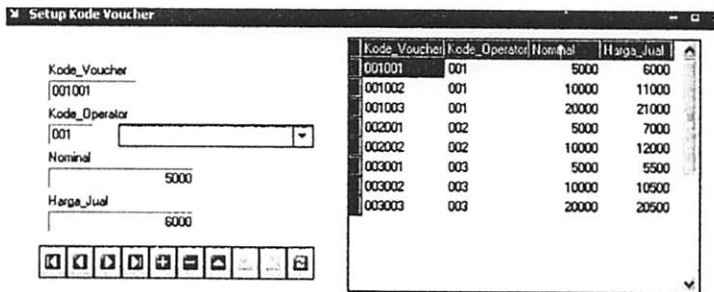 Setup Kode Voucher
Kode_Voucher
001001
Kode_Operator
001
Nominal
5000
Harga_Jual
6000
Kode_Voucher Kode_Operator Nominal Harga_Jual
001001 001 5000 6000
001002 001 10000 11000
001003 001 20000 21000
002001 002 5000 7000
002002 002 10000 12000
003001 003 5000 5500
003002 003 10000 10500
003003 003 20000 20500